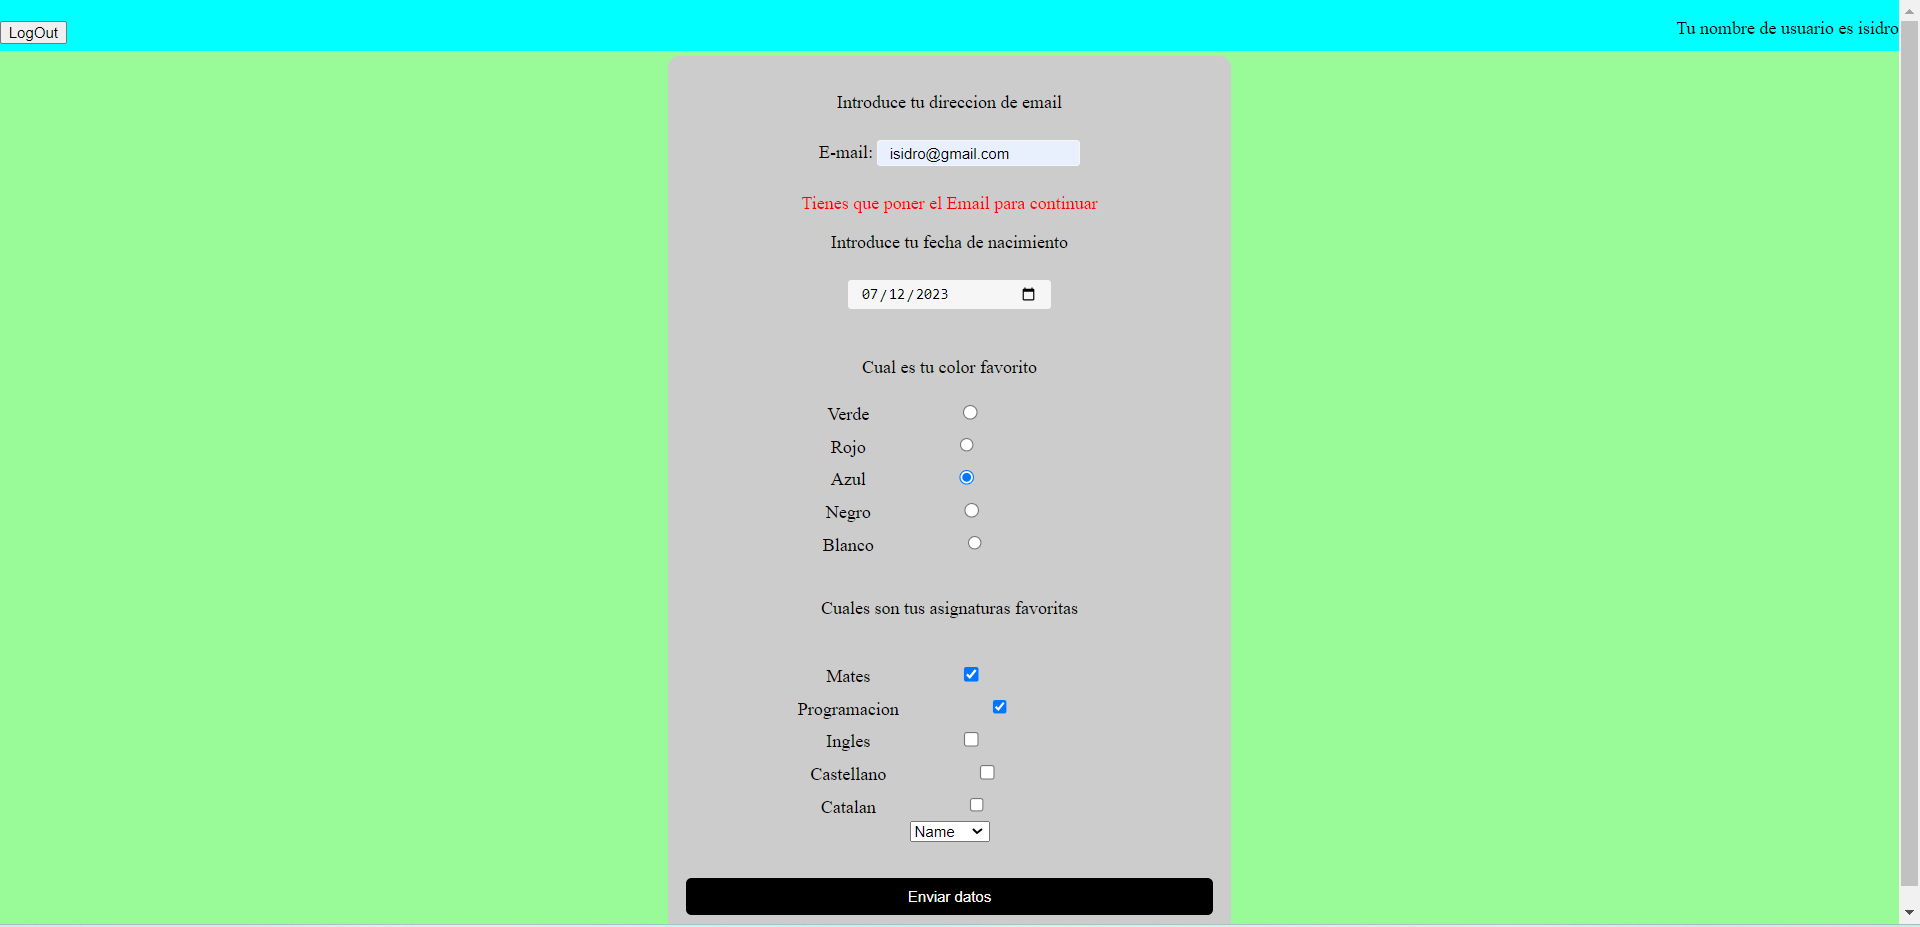 LogOut
Tu nombre de usuario es isidro
Introduce tu direccion de email
E-mail: isidro@gmail.com
Tienes que poner el Email para continuar
Introduce tu fecha de nacimiento
07/12/2023
Cual es tu color favorito
Verde
Rojo
Azul
Negro
Blanco
Cuales son tus asignaturas favoritas
Mates
Programacion
Ingles
Castellano
Catalan
Name
Enviar datos